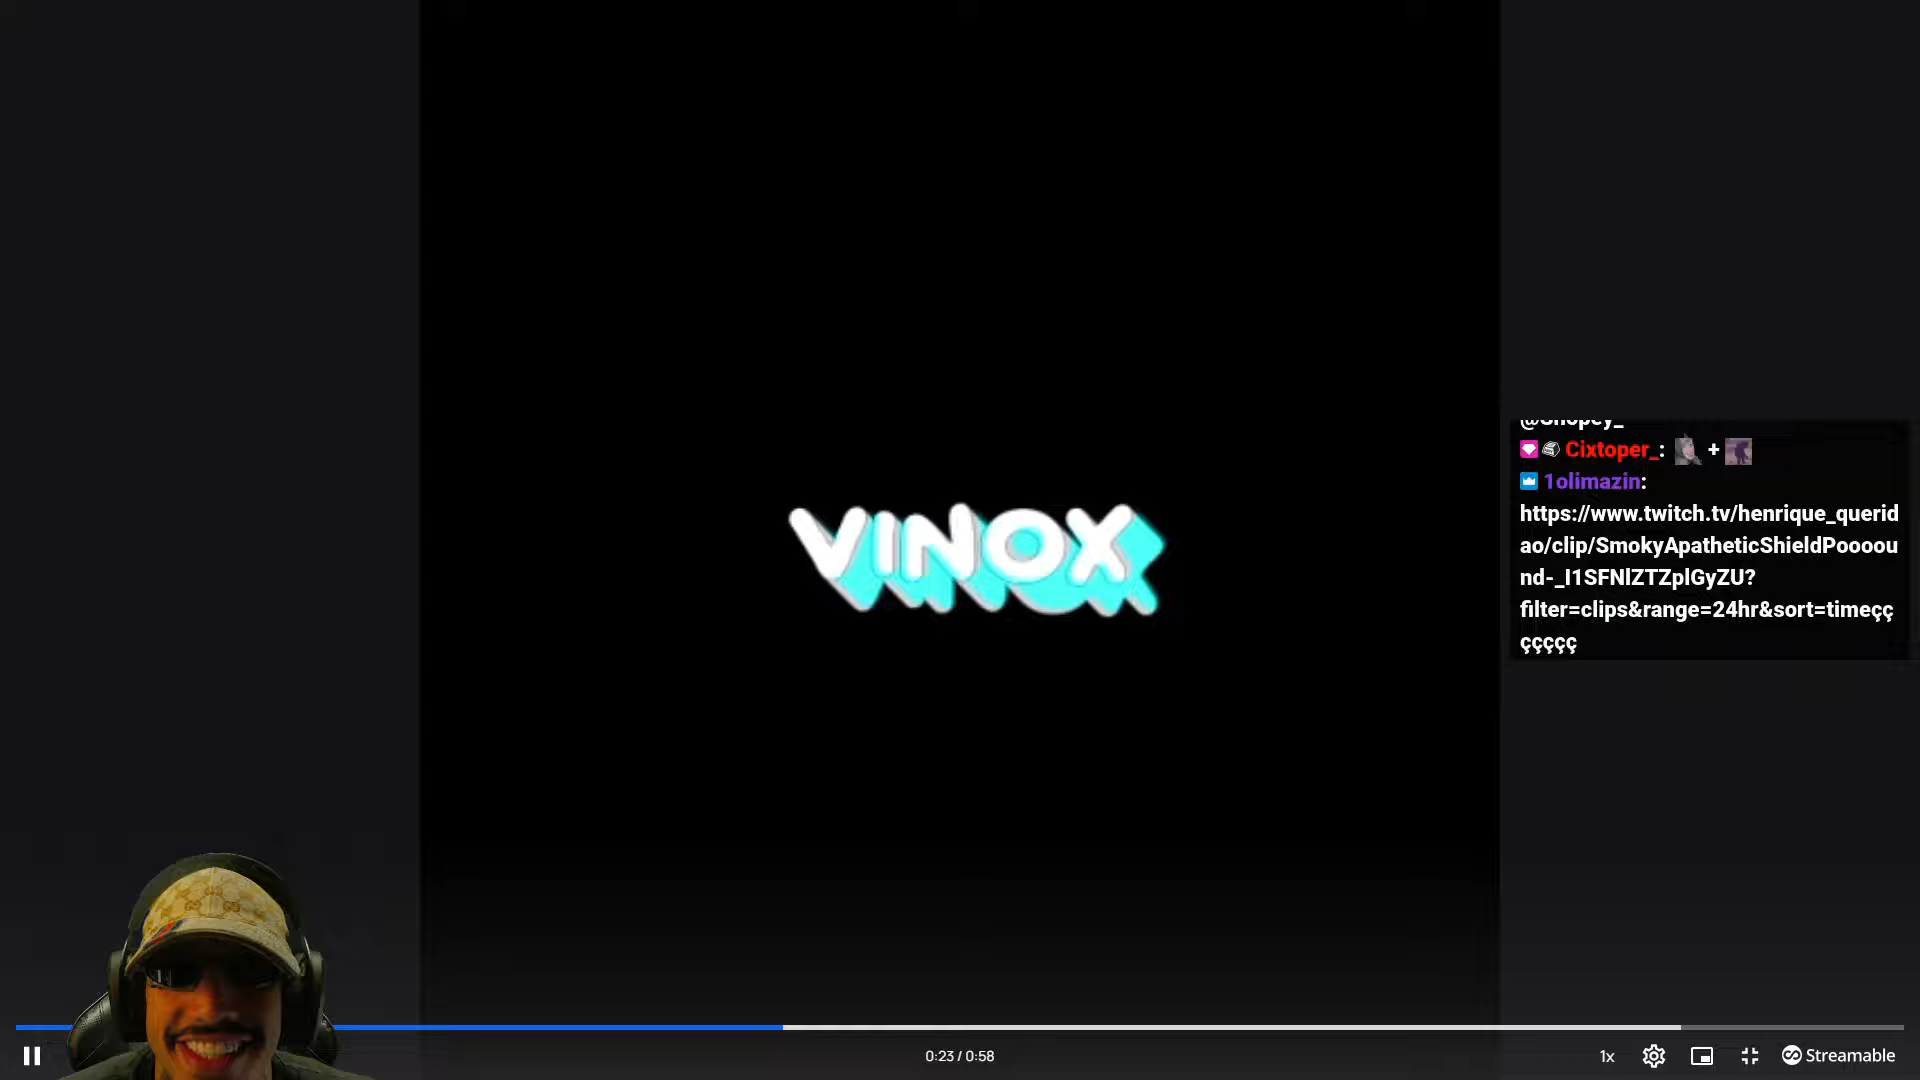 VINOX
Cixtoper_: +
1olimazin:
https://www.twitch.tv/henrique_querid
ao/clip/SmokyApatheticShieldPoooou
nd-_I1SFNlZTZplGyZU?
filter=clips&range=24hr&sort=timeçç
ççççç
0:23 / 0:58
1x
Streamable